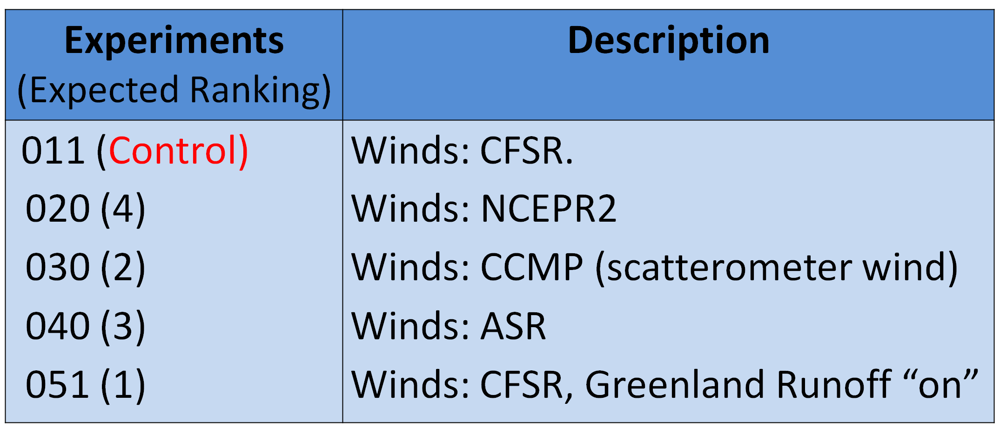 Experiments
(Expected Ranking)
Description
011 (Control)
Winds: CFSR.
020 (4)
Winds: NCEPR2
030 (2)
Winds: CCMP (scatterometer wind)
040 (3)
Winds: ASR
051 (1)
Winds: CFSR, Greenland Runoff “on”